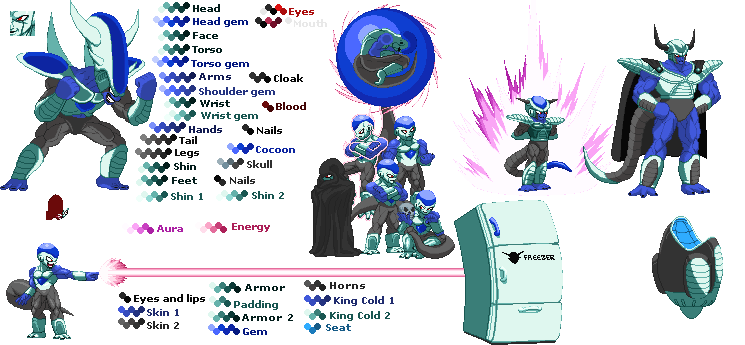 Head
Eyes
Head gem
Mouth
Face
Torso
Torso gem
Arms
Cloak
Shoulder gem
Wrist
Blood
Wrist gem
Hands
Nails
Tail
Cocoon
Legs
Skull
Shin
Feet
Nails
Shin 1
Shin 2
Aura
Energy
FREEZER
Eyes and lips
Skin 1
Skin 2
Armor
Padding
Armor 2
Gem
Horns
King Cold 1
King Cold 2
Seat